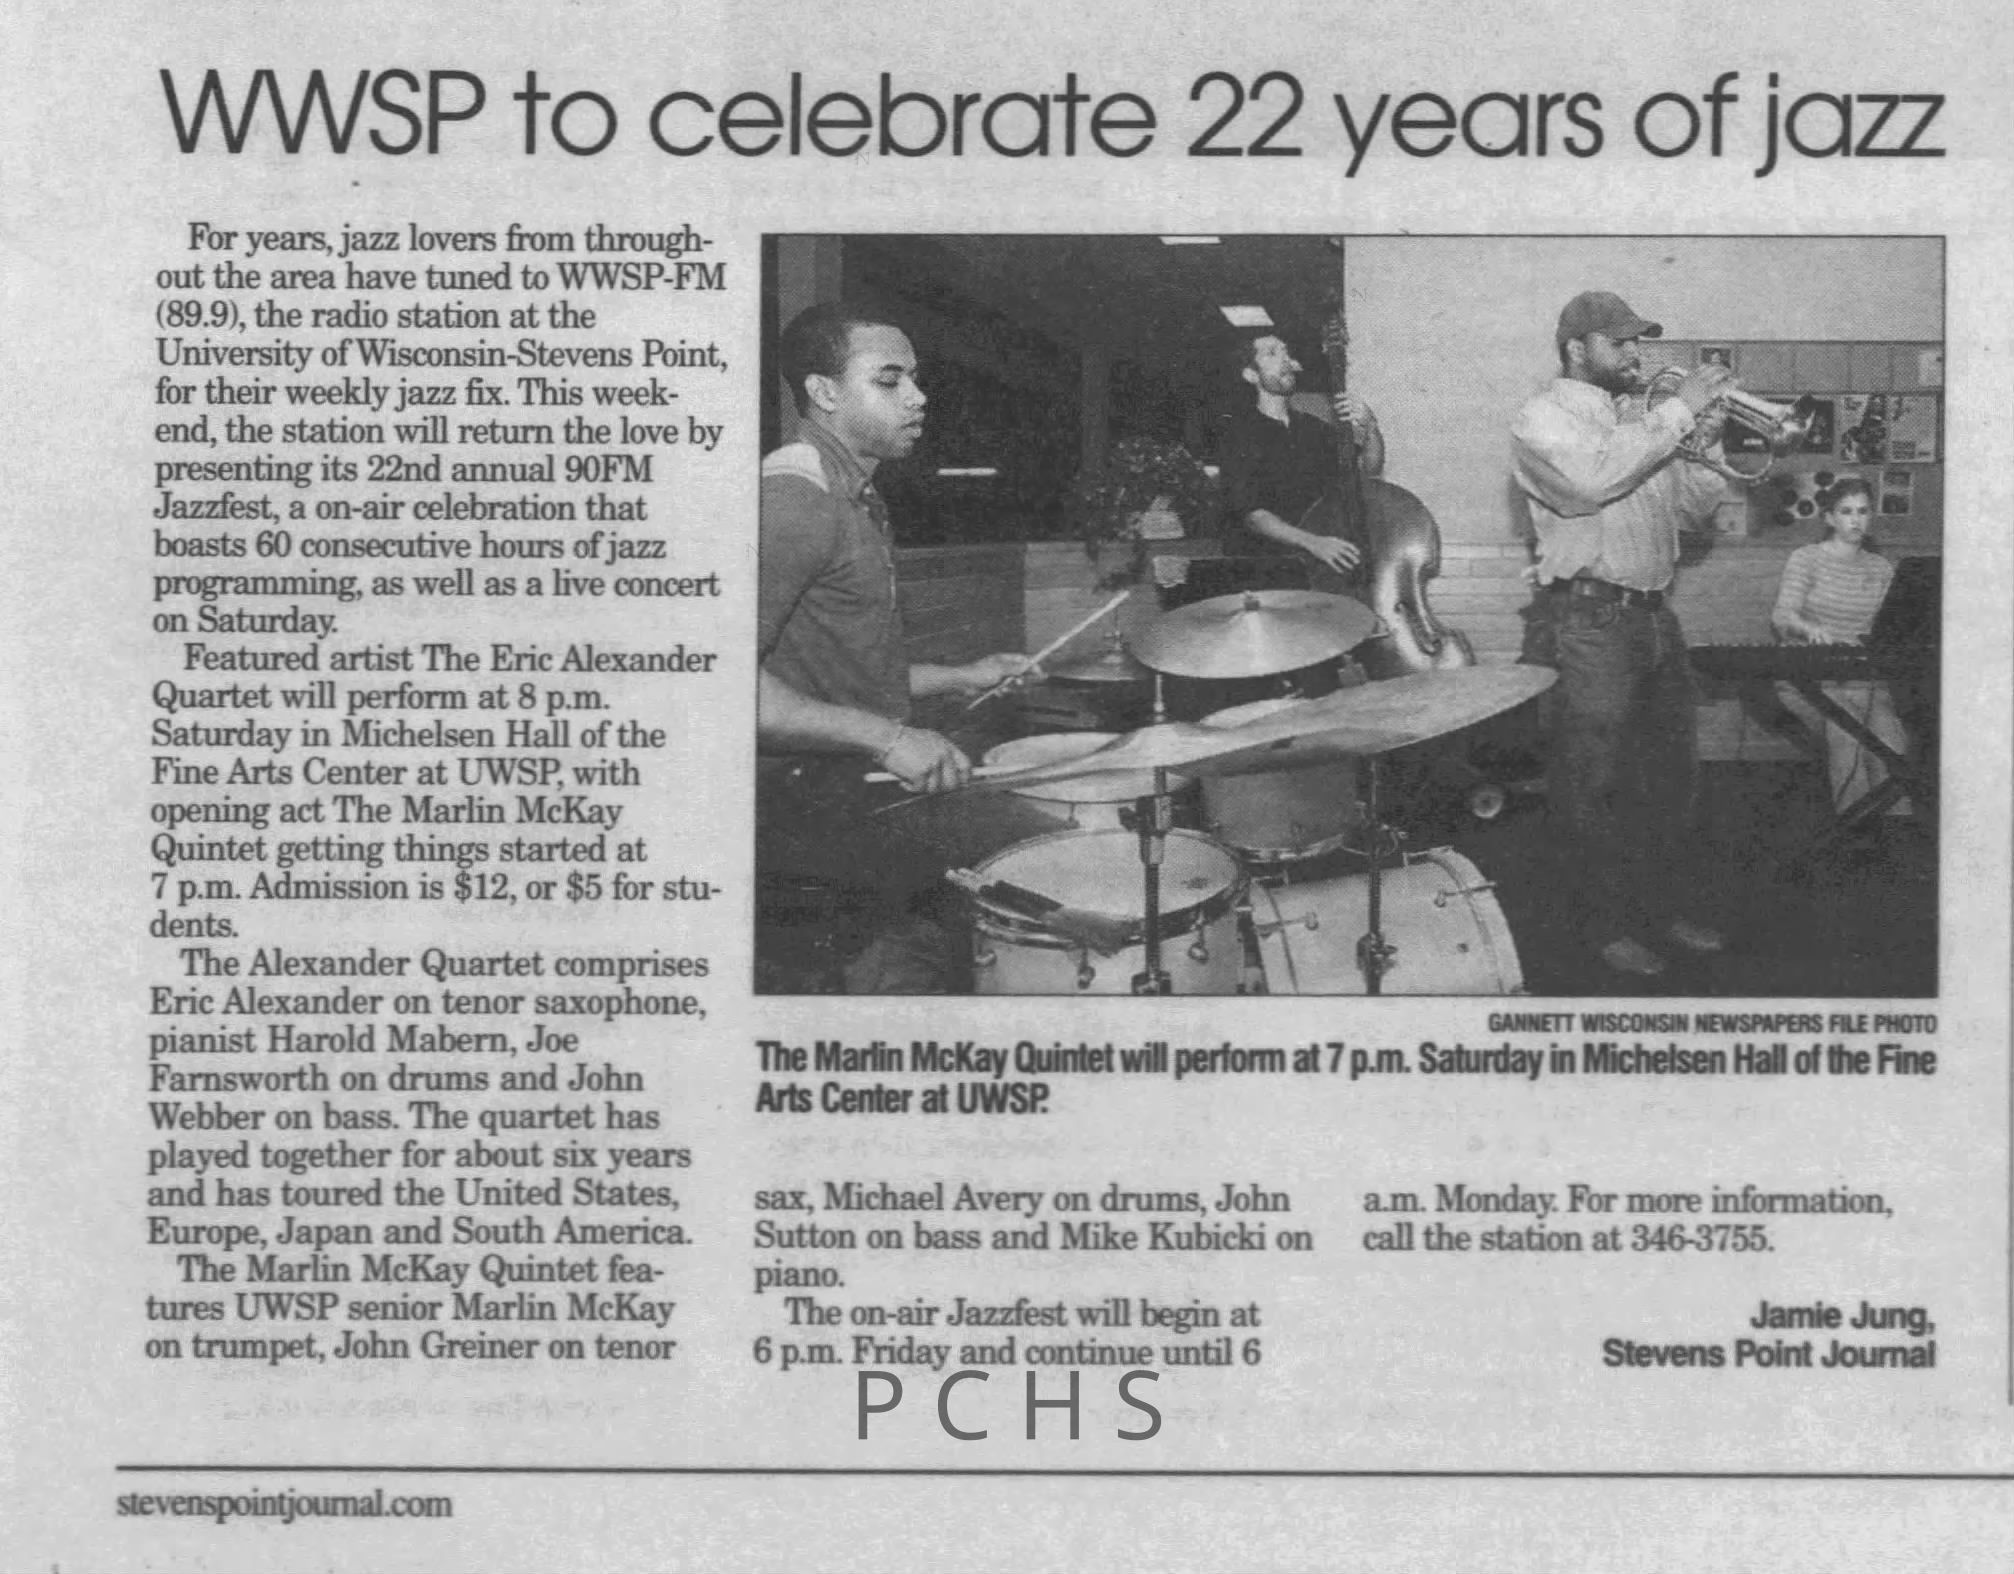 WWSP to celebrate 22 years of jazz
For years, jazz lovers from through-
out the area have tuned to WWSP-FM
(89.9), the radio station at the
University of Wisconsin-Stevens Point,
for their weekly jazz fix. This week-
end, the station will return the love by
presenting its 22nd annual 90FM
Jazzfest, a on-air celebration that
boasts 60 consecutive hours of jazz
programming, as well as a live concert
on Saturday.
Featured artist The Eric Alexander
Quartet will perform at 8 p.m.
Saturday in Michelsen Hall of the
Fine Arts Center at UWSP, with
opening act The Marlin McKay
Quintet getting things started at
7 p.m. Admission is $12, or $5 for stu-
dents.
The Alexander Quartet comprises
Eric Alexander on tenor saxophone,
pianist Harold Mabern, Joe
Farnsworth on drums and John
Webber on bass. The quartet has
played together for about six years
and has toured the United States,
Europe, Japan and South America.
The Marlin McKay Quintet fea-
tures UWSP senior Marlin McKay
on trumpet, John Greiner on tenor
GANNETT WISCONSIN NEWSPAPERS FILE PHOTO
The Marlin McKay Quintet will perform at 7 p.m. Saturday in Michelsen Hall of the Fine
Arts Center at UWSP.
sax, Michael Avery on drums, John
Sutton on bass and Mike Kubicki on
piano.
The on-air Jazzfest will begin at
6 p.m. Friday and continue until 6
a.m. Monday. For more information,
call the station at 346-3755.
Jamie Jung,
Stevens Point Journal
PCHS
stevenspointjournal.com